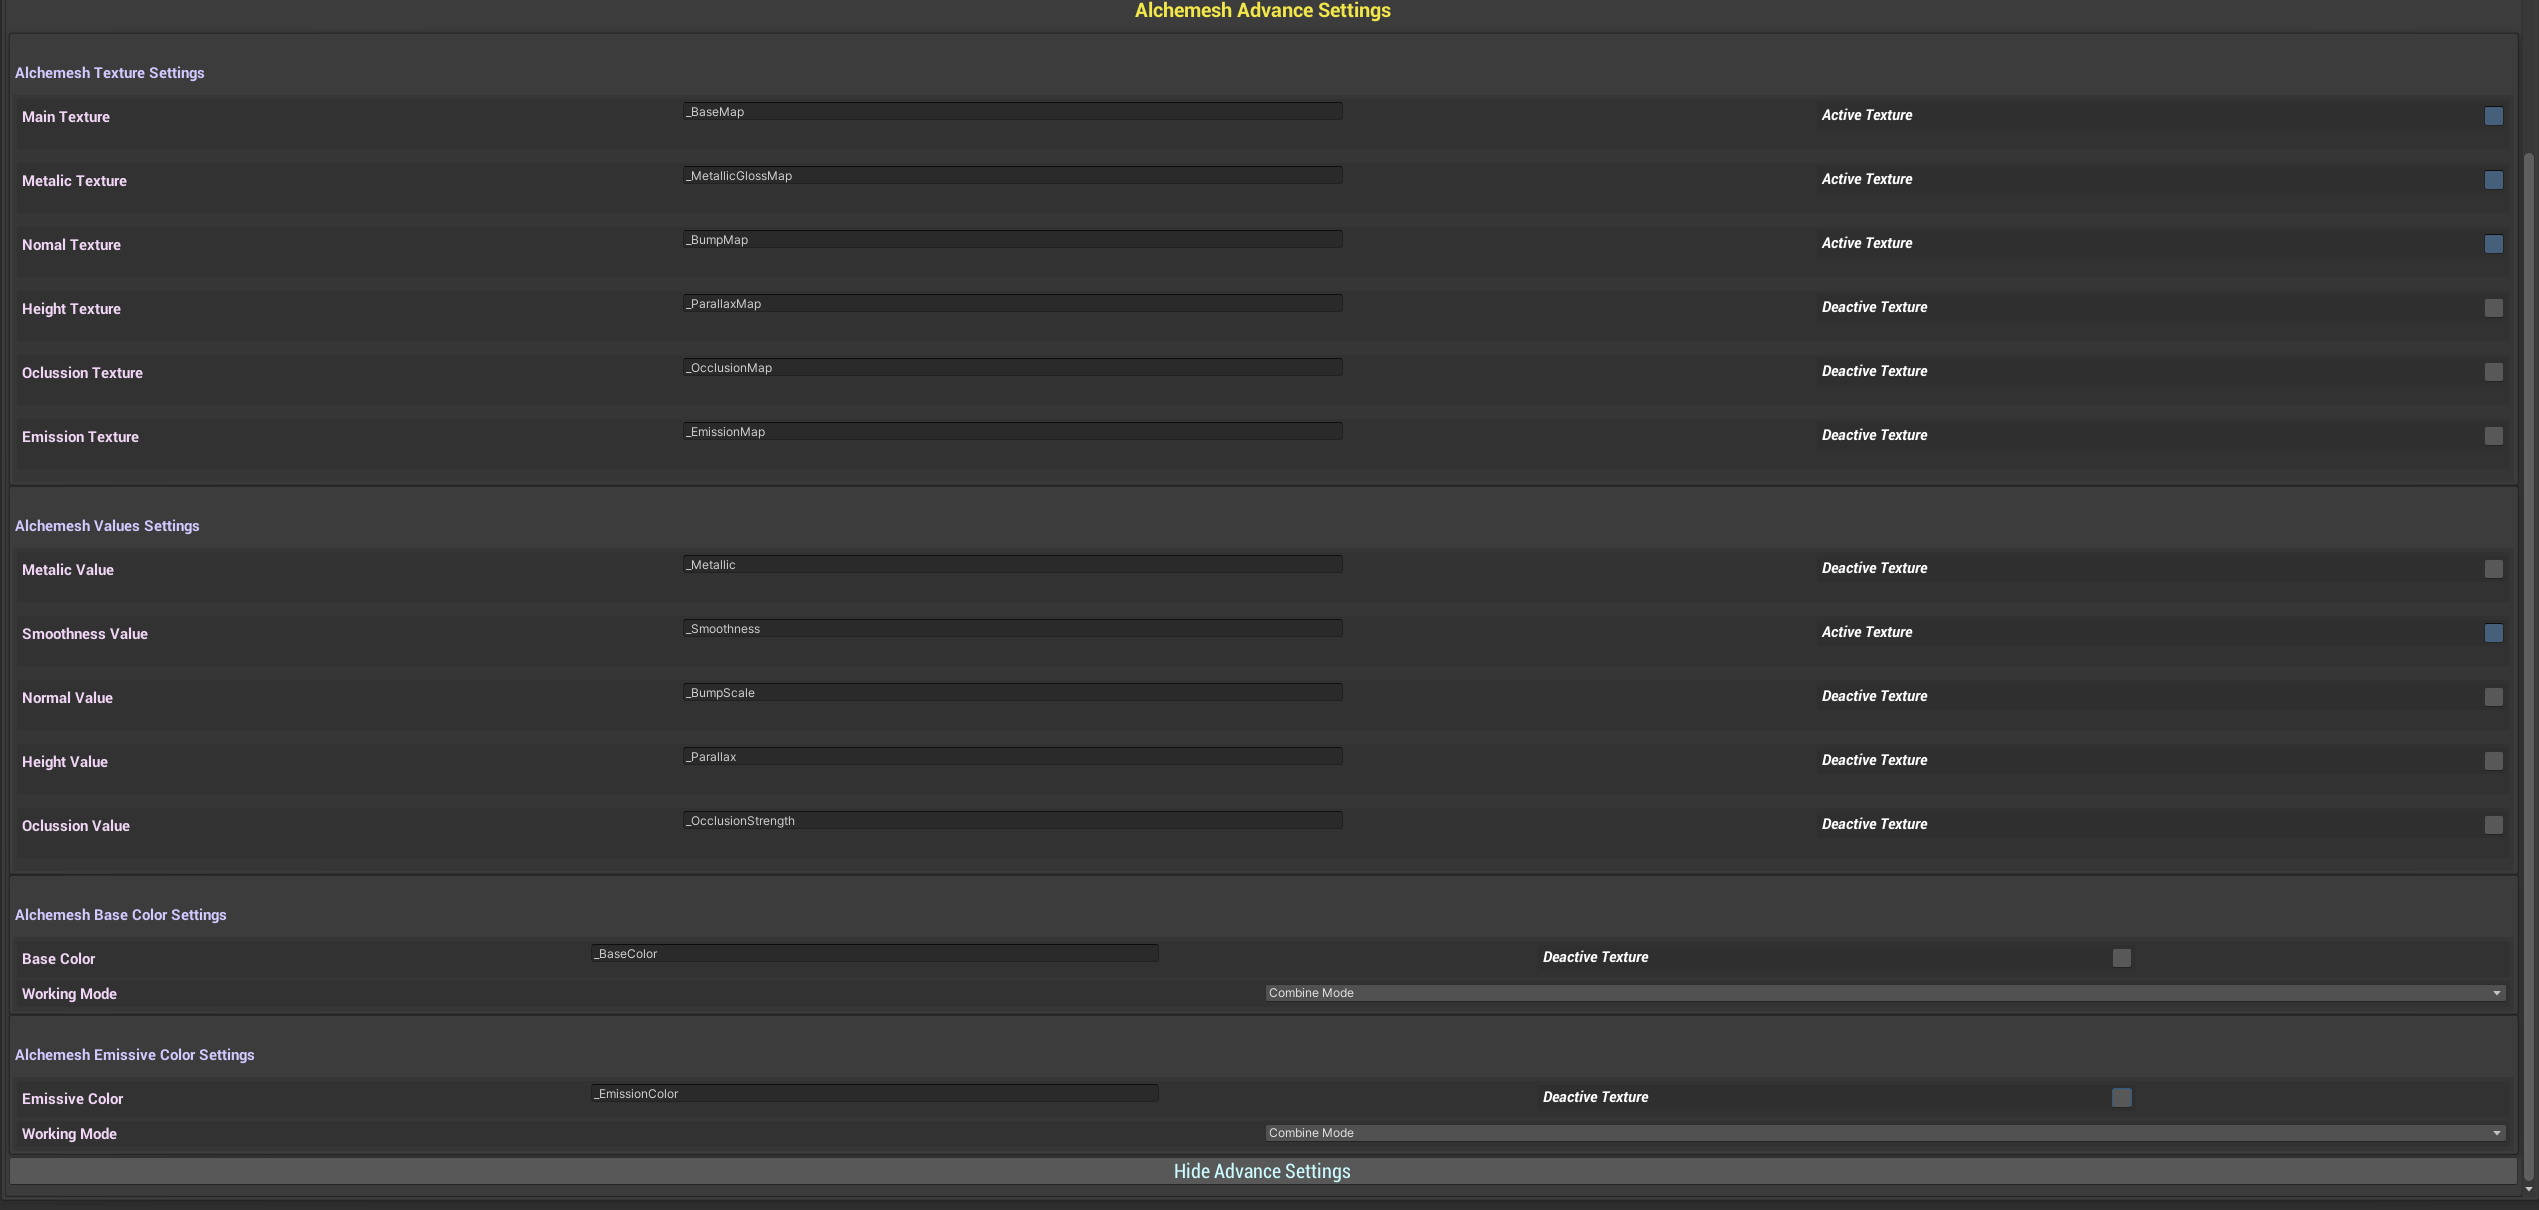 Alchemesh Advance Settings
Alchemesh Texture Settings
Main Texture _BaseMap Active Texture
Metalic Texture _MetallicGlossMap Active Texture
Nomal Texture _BumpMap Active Texture
Height Texture _ParallaxMap Deactive Texture
Oclussion Texture _OcclusionMap Deactive Texture
Emission Texture _EmissionMap Deactive Texture
Alchemesh Values Settings
Metalic Value _Metallic Deactive Texture
Smoothness Value _Smoothness Active Texture
Normal Value _BumpScale Deactive Texture
Height Value _Parallax Deactive Texture
Oclussion Value _OcclusionStrength Deactive Texture
Alchemesh Base Color Settings
Base Color _BaseColor Deactive Texture
Working Mode Combine Mode
Alchemesh Emissive Color Settings
Emissive Color _EmissionColor Deactive Texture
Working Mode Combine Mode
Hide Advance Settings